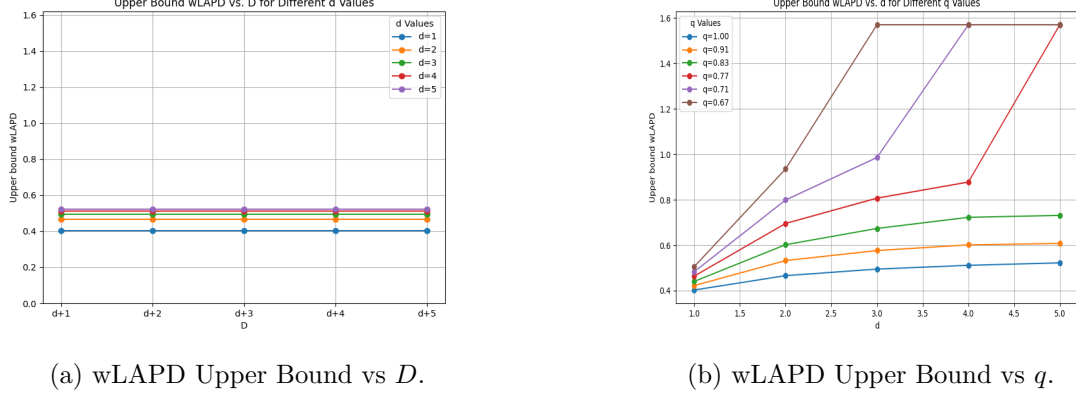 Upper Bound wLAPD vs. D for Different d Values
1.6
1.4
1.2
1.0
0.8
0.6
0.4
0.2
0.0
Upper bound wLAPD
d Values
d=1
d=2
d=3
d=4
d=5
d+1 d+2 d+3 d+4 d+5
D
(a) wLAPD Upper Bound vs D.
Upper Bound wLAPD vs. d for Different q Values
1.6
1.4
1.2
1.0
0.8
0.6
0.4
Upper bound wLAPD
q Values
q=1.00
q=0.91
q=0.83
q=0.77
q=0.71
q=0.67
1.0 1.5 2.0 2.5 3.0 3.5 4.0 4.5 5.0
d
(b) wLAPD Upper Bound vs q.